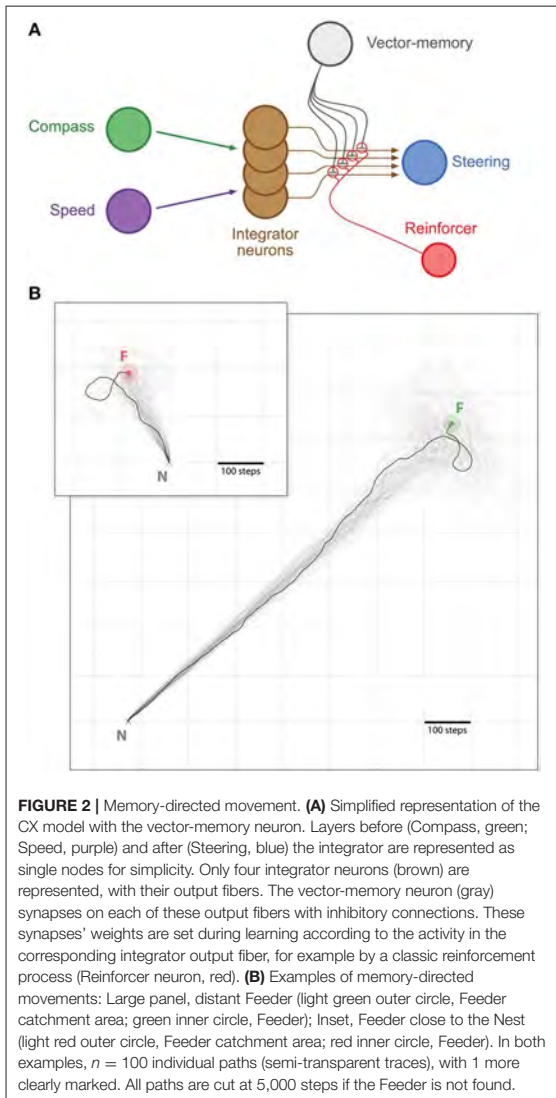 A
Vector-memory
Compass
Steering
Speed
Integrator
neurons
Reinforcer
B
F
N
100 steps
F
N
100 steps
FIGURE 2 | Memory-directed movement. (A) Simplified representation of the
CX model with the vector-memory neuron. Layers before (Compass, green;
Speed, purple) and after (Steering, blue) the integrator are represented as
single nodes for simplicity. Only four integrator neurons (brown) are
represented, with their output fibers. The vector-memory neuron (gray)
synapses on each of these output fibers with inhibitory connections. These
synapses’ weights are set during learning according to the activity in the
corresponding integrator output fiber, for example by a classic reinforcement
process (Reinforcer neuron, red). (B) Examples of memory-directed
movements: Large panel, distant Feeder (light green outer circle, Feeder
catchment area; green inner circle, Feeder); Inset, Feeder close to the Nest
(light red outer circle, Feeder catchment area; red inner circle, Feeder). In both
examples, n = 100 individual paths (semi-transparent traces), with 1 more
clearly marked. All paths are cut at 5,000 steps if the Feeder is not found.